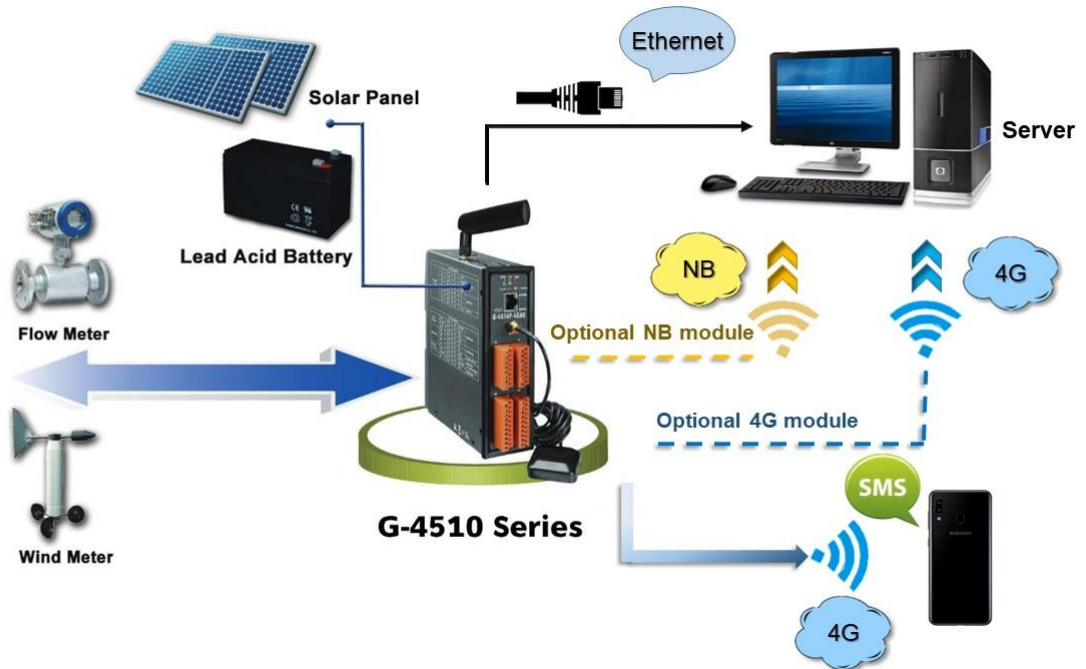 Ethernet
Solar Panel
Server
Lead Acid Battery
NB
4G
Flow Meter
Optional NB module
Optional 4G module
SMS
G-4510 Series
SAMSUNG
Wind Meter
4G